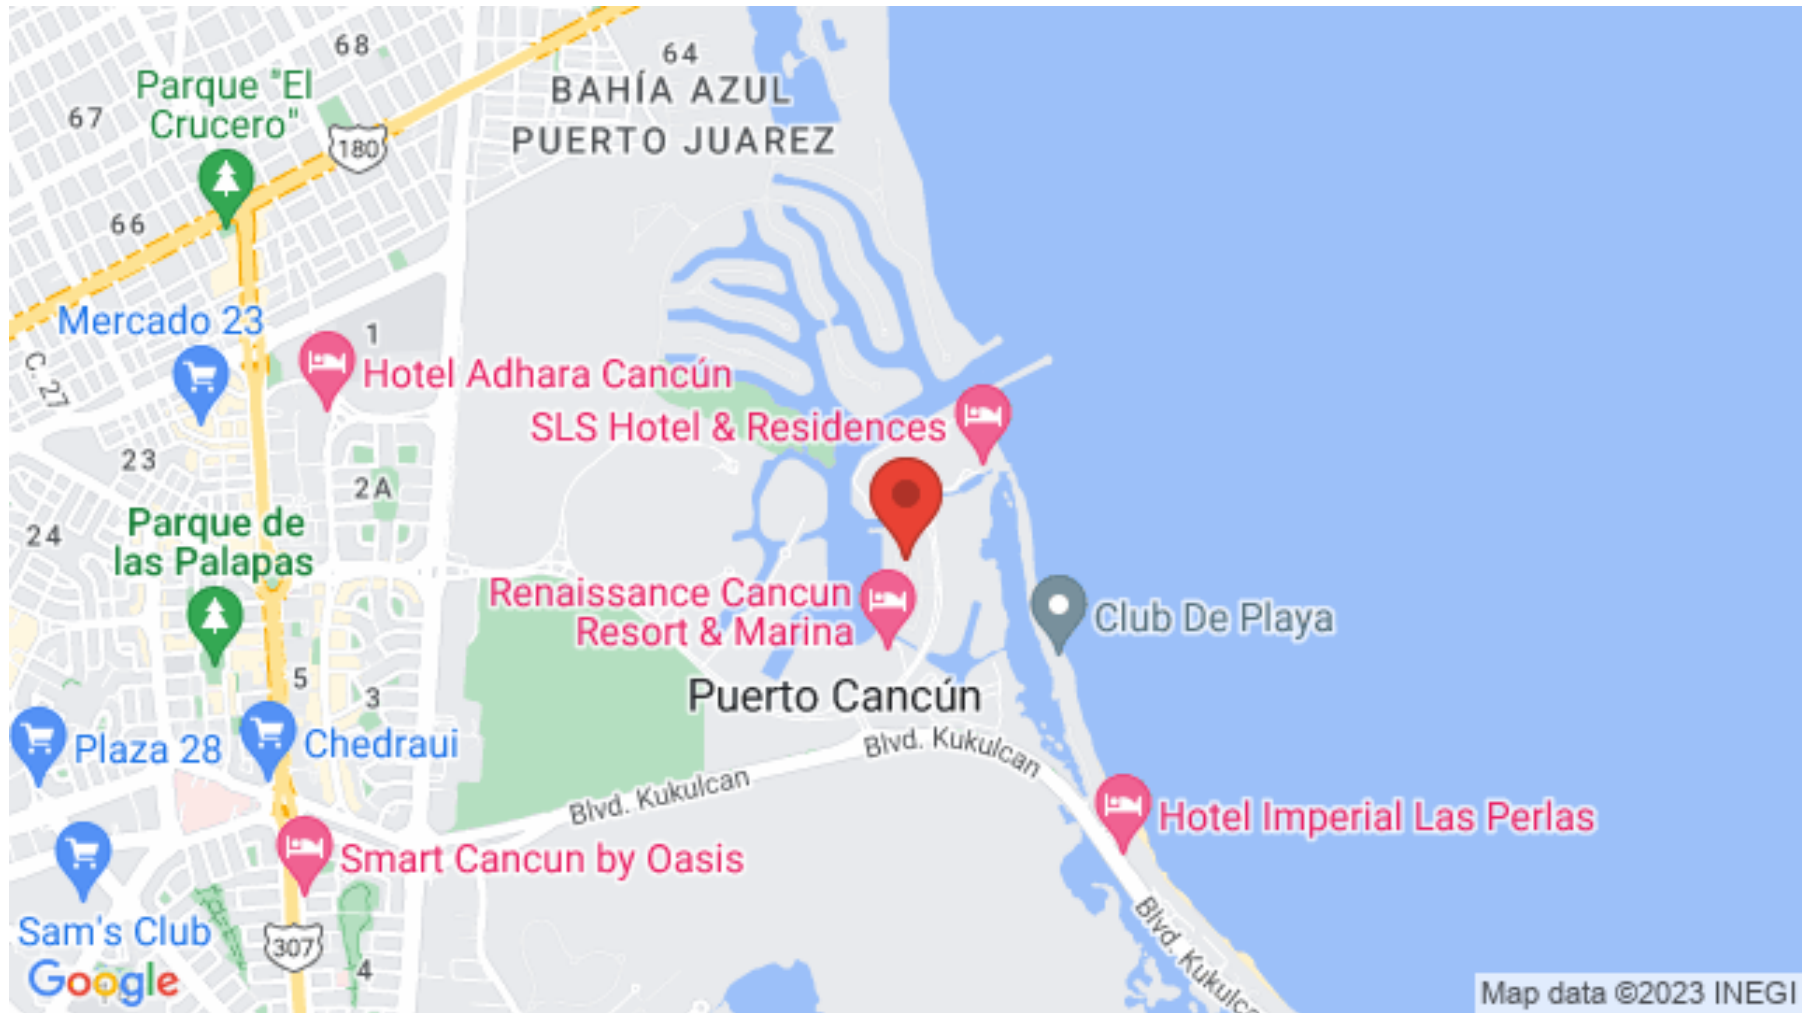 68
64
Parque "El
Crucero"
BAHÍA AZUL
PUERTO JUAREZ
67
180
66
Mercado 23
1
C. 27
Hotel Adhara Cancún
SLS Hotel & Residences
23
2A
24
Parque de
las Palapas
Renaissance Cancun
Resort & Marina
Club De Playa
5
3
Puerto Cancún
Plaza 28
Chedraui
Blvd. Kukulcan
Blvd. Kukulcan
Hotel Imperial Las Perlas
Smart Cancun by Oasis
Sam's Club
307
4
Blvd. Kukulcan
Google
Map data ©2023 INEGI